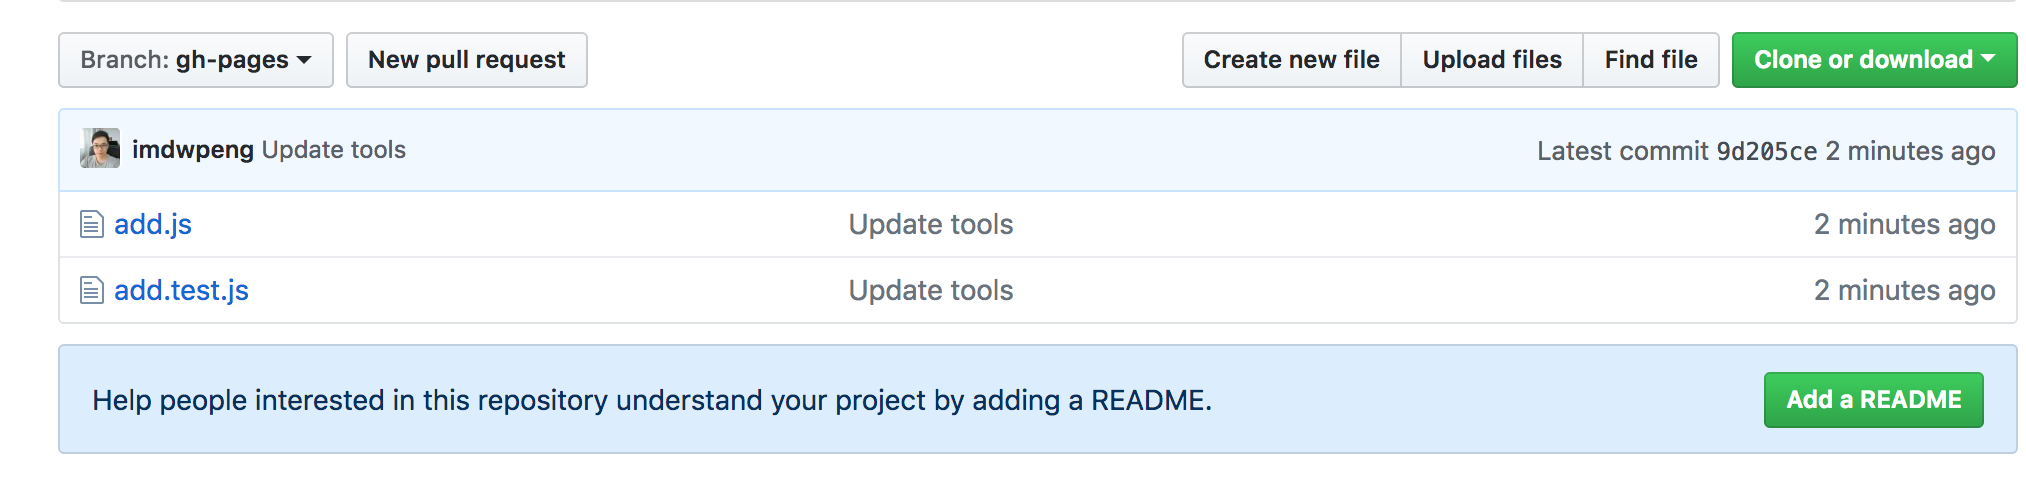 Branch: gh-pages New pull request Create new file Upload files Find file Clone or download
imdwpeng Update tools Latest commit 9d205ce 2 minutes ago
add.js Update tools 2 minutes ago
add.test.js Update tools 2 minutes ago
Help people interested in this repository understand your project by adding a README. Add a README